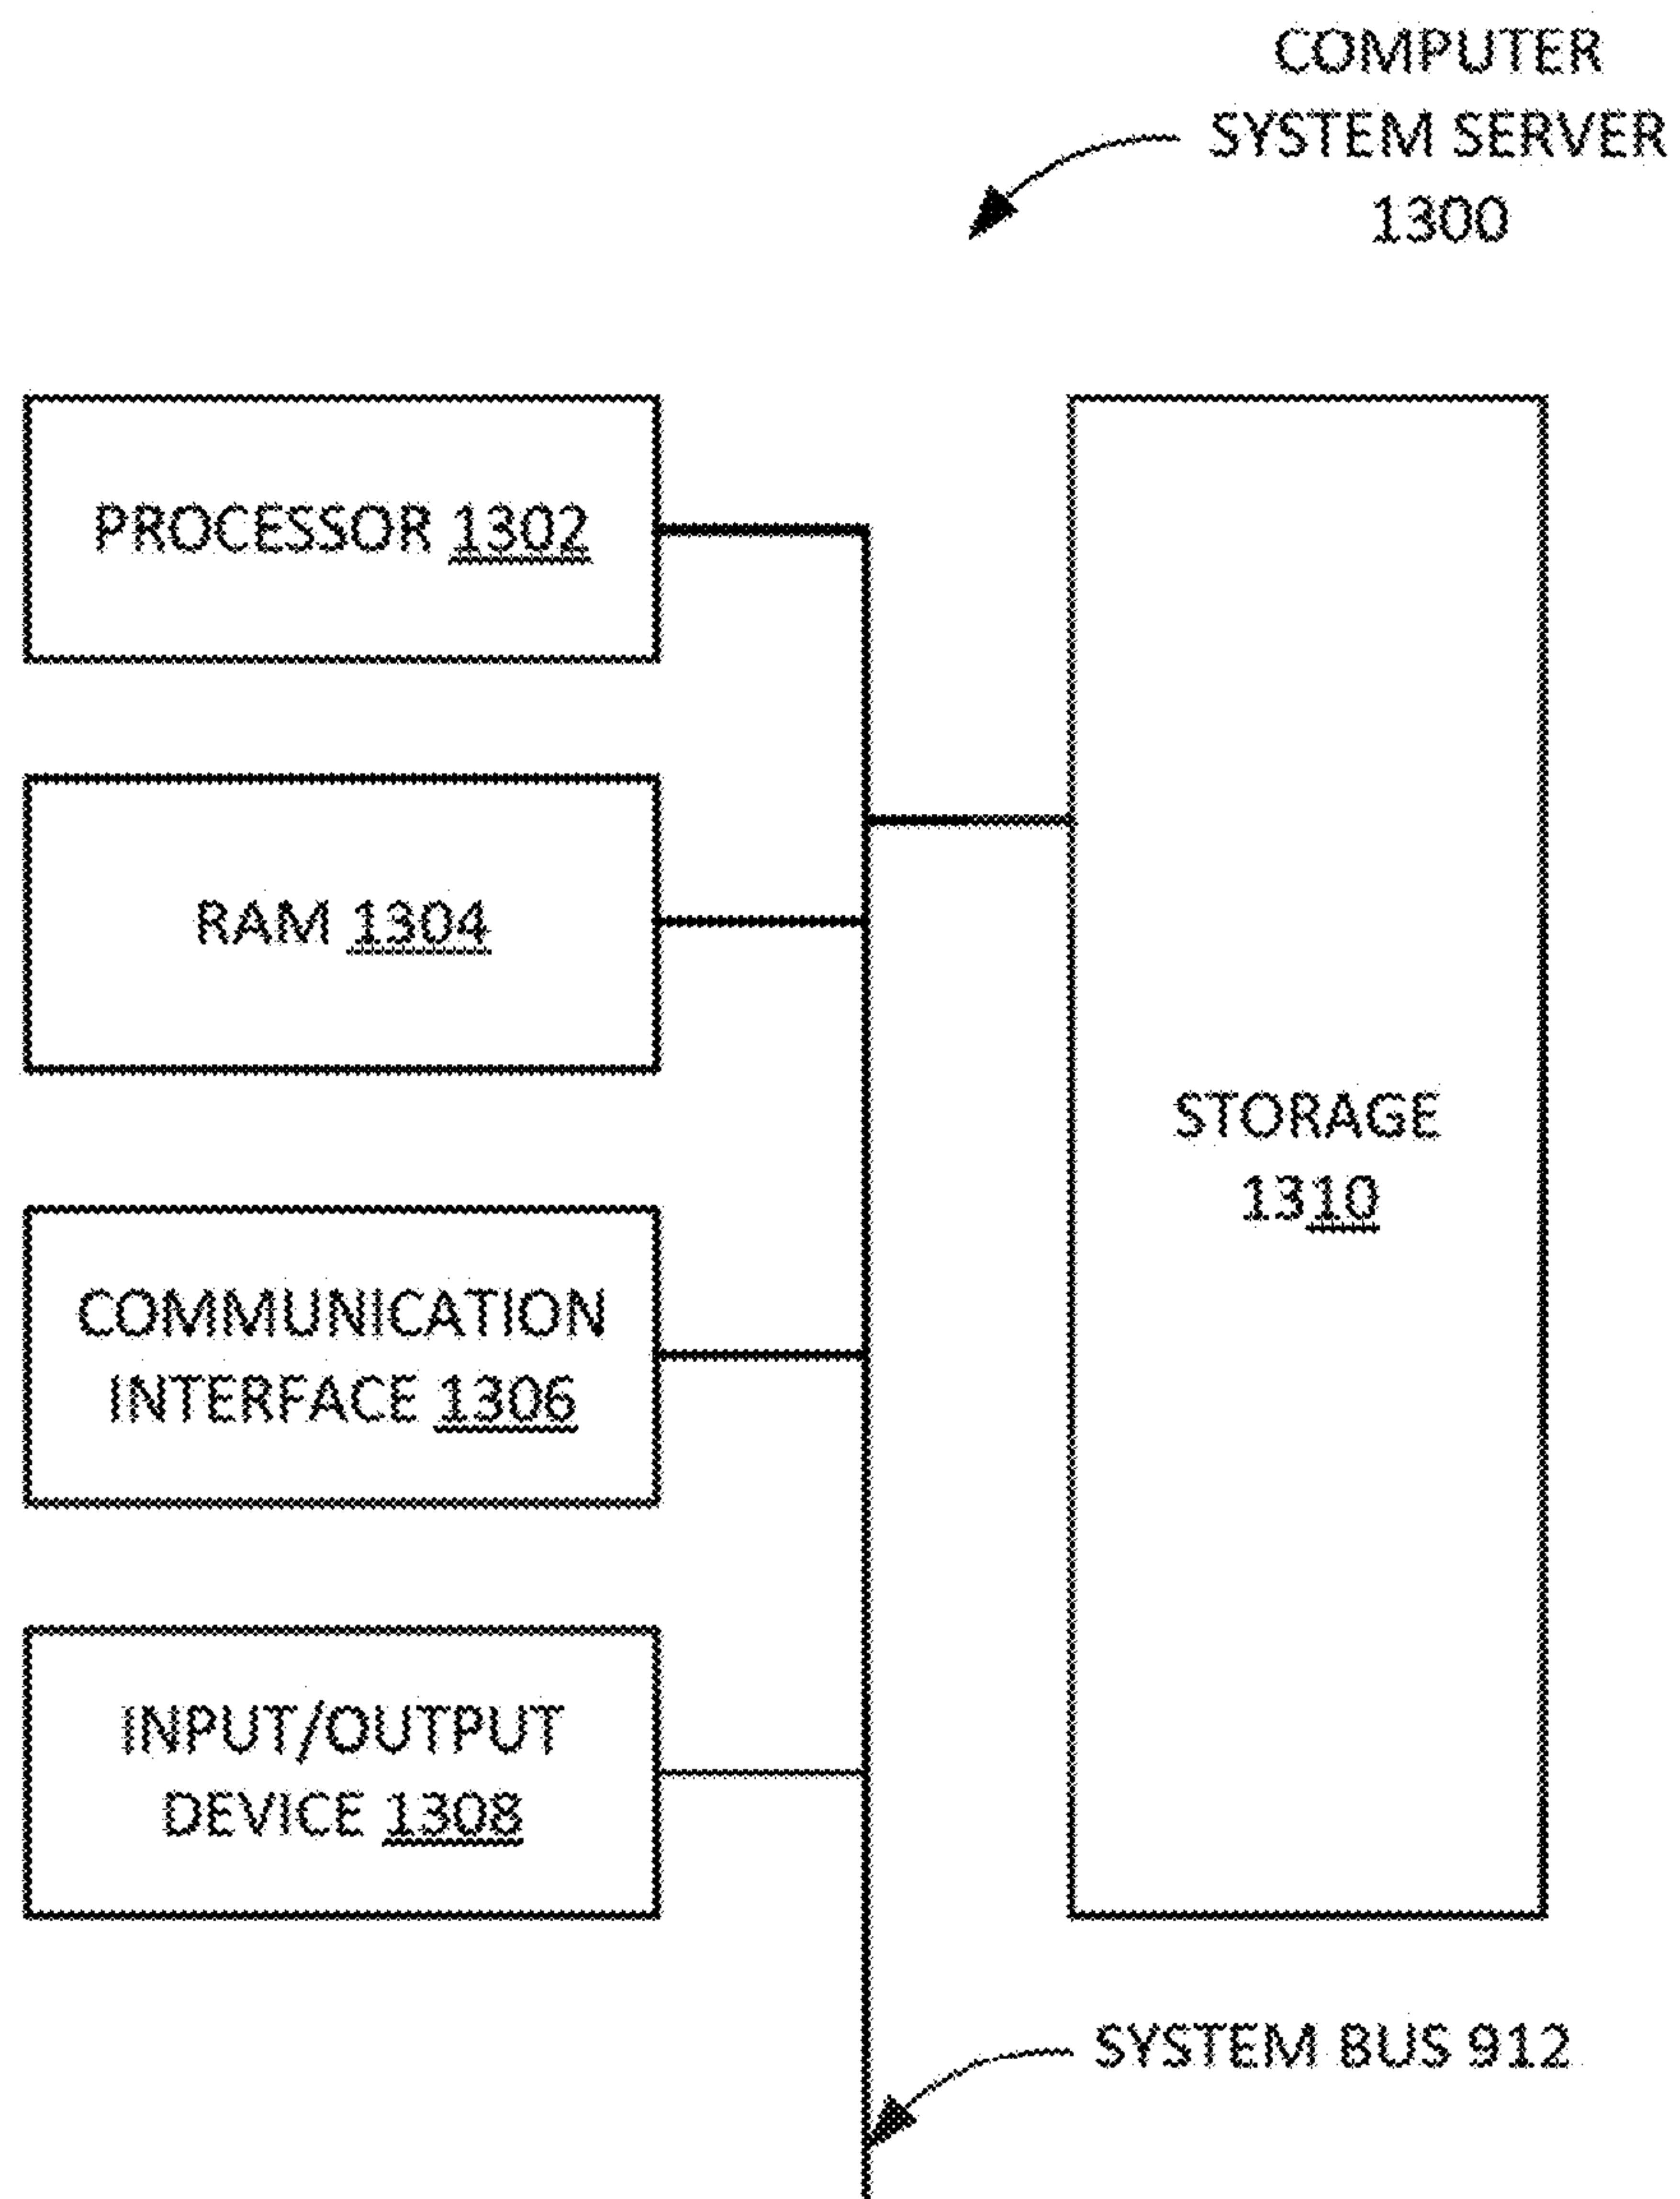 COMPUTER
SYSTEM SERVER
1300
PROCESSOR 1302
RAM 1304
COMMUNICATION
INTERFACE 1306
INPUT/OUTPUT
DEVICE 1308
STORAGE
1310
SYSTEM BUS 912